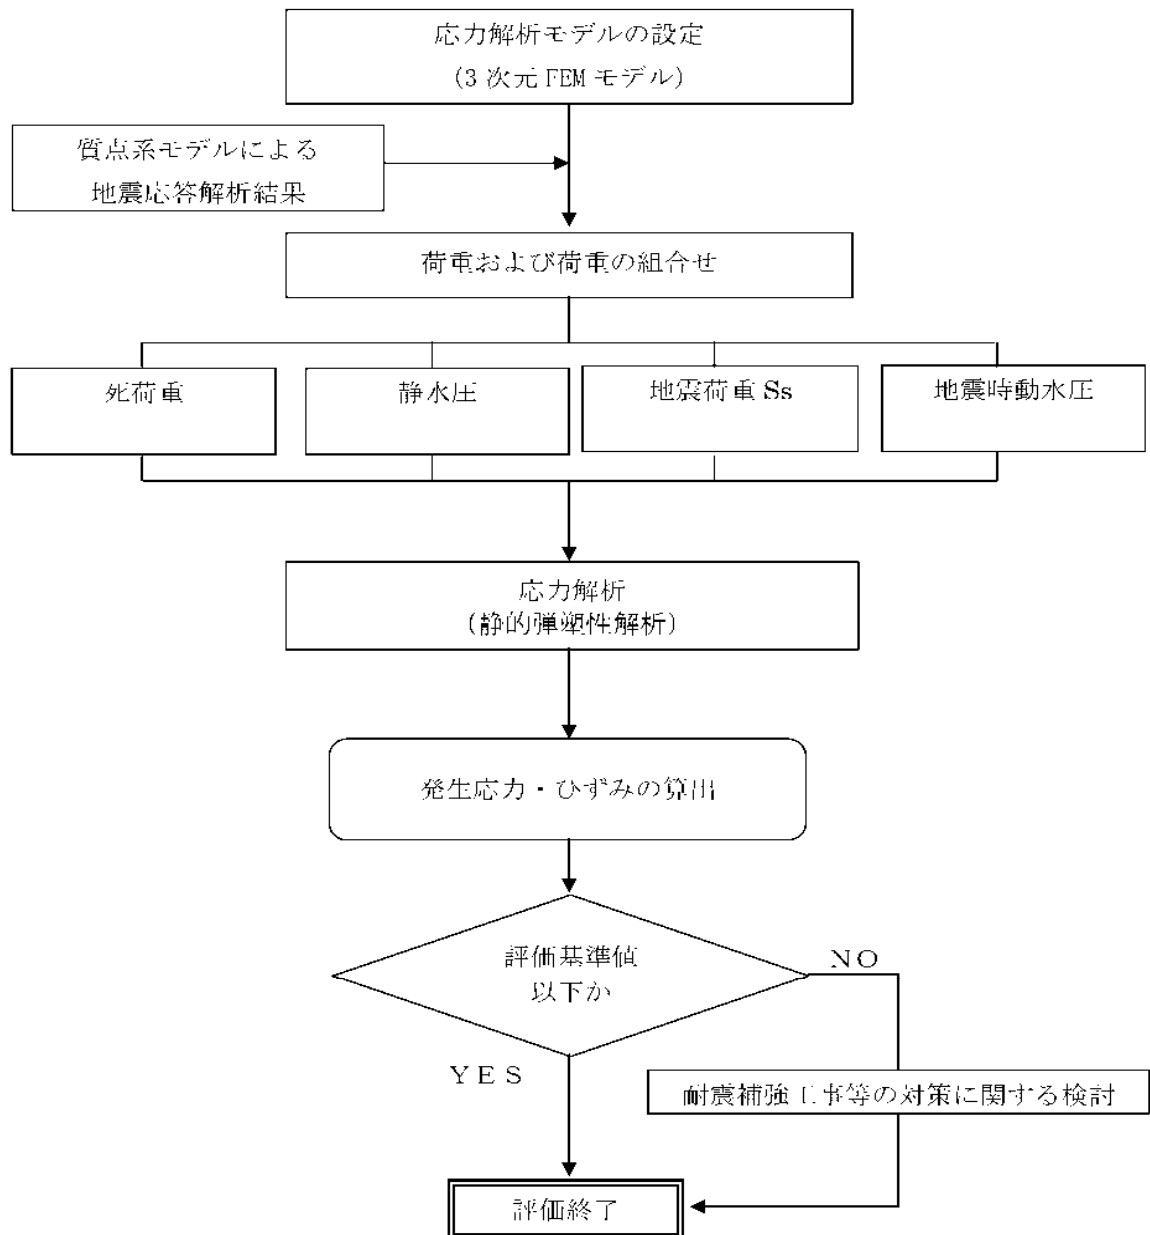 応力解析モデルの設定
(3次元 FEM モデル)
質点系モデルによる
地震応答解析結果
荷重および荷重の組合せ
死荷重
静水圧
地震荷重 Ss
地震時動水圧
応力解析
(静的弾塑性解析)
発生応力・ひずみの算出
評価基準値
以下か
NO
YES
耐震補強工事等の対策に関する検討
評価終了